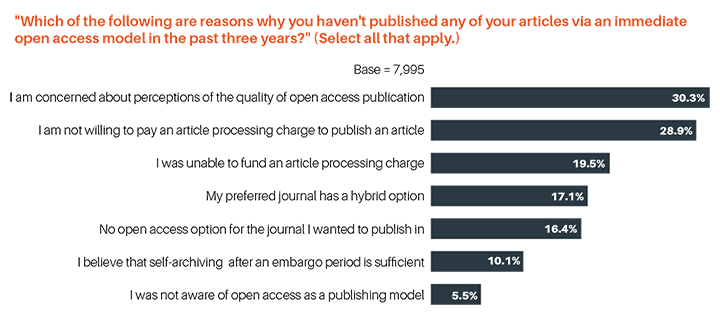 "Which of the following are reasons why you haven't published any of your articles via an immediate
open access model in the past three years?" (Select all that apply.)
Base = 7,995
I am concerned about perceptions of the quality of open access publication 30.3%
I am not willing to pay an article processing charge to publish an article 28.9%
I was unable to fund an article processing charge 19.5%
My preferred journal has a hybrid option 17.1%
No open access option for the journal I wanted to publish in 16.4%
I believe that self-archiving after an embargo period is sufficient 10.1%
I was not aware of open access as a publishing model 5.5%